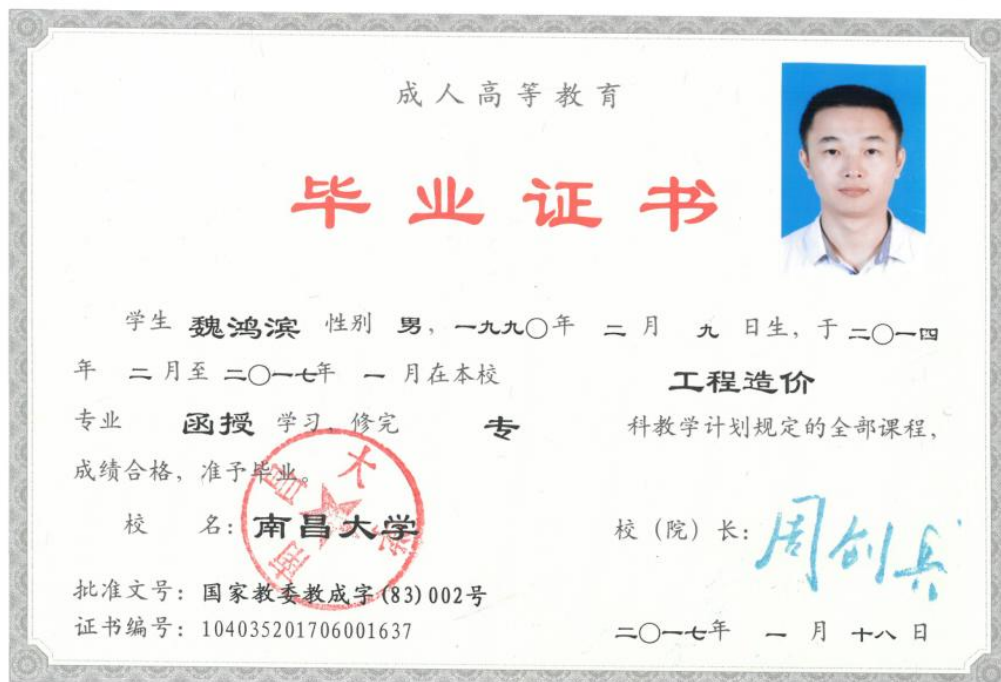 成人高等教育
毕业证书
学生 魏鸿滨 性别 男，一九九〇年 二 月 九 日生，于 二〇一四
年 二 月至 二〇一七年 一 月在本校 工程造价
专业 函授 学习，修完 专 科教学计划规定的全部课程，
成绩合格，准予毕业。
校 名：南昌大学 校（院）长：周创兵
南昌大学
批准文号：国家教委教成字(83)002号
证书编号：104035201706001637 二〇一七年 一 月 十八 日